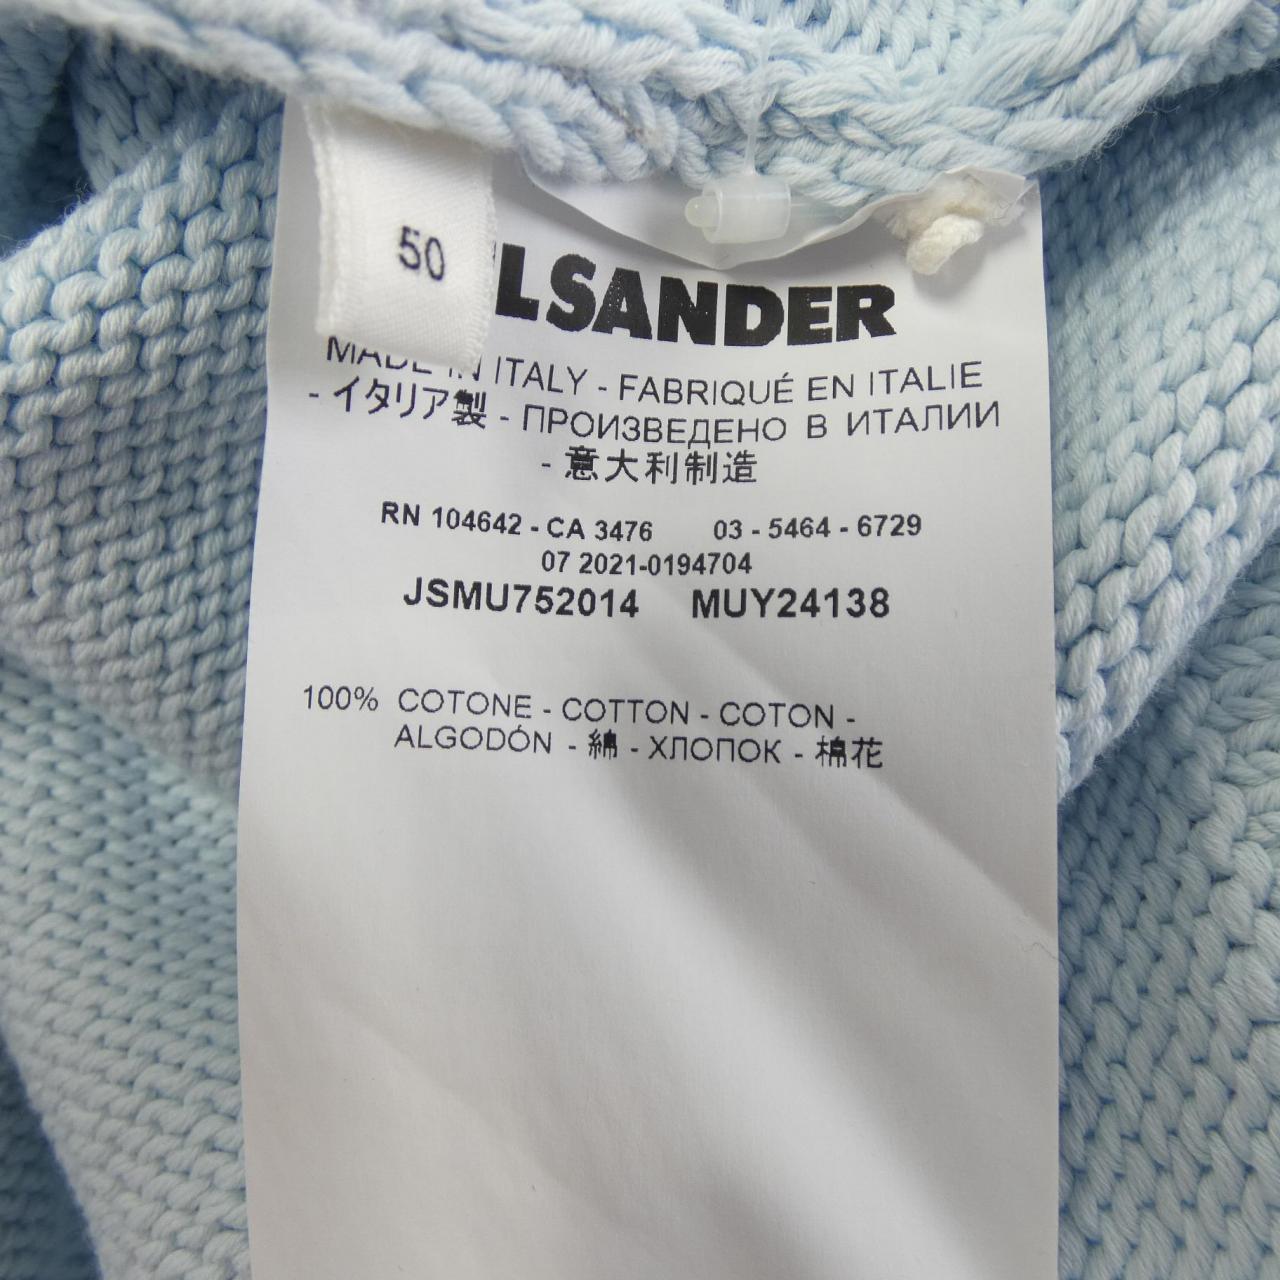 50
LSANDER
MADE IN ITALY - FABRIQUÉ EN ITALIE
- イタリア製 - ПРОИЗВЕДЕНО В ИТАЛИИ
- 意大利制造
RN 104642 - CA 3476 03 - 5464 - 6729
07 2021-0194704
JSMU752014 MUY24138
100% COTONE - COTTON - COTON -
ALGODÓN - 綿 - ХЛОПОК - 棉花